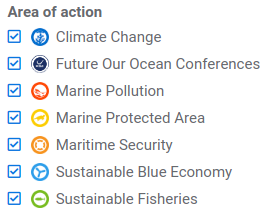 Area of action
Climate Change
Future Our Ocean Conferences
Marine Pollution
Marine Protected Area
Maritime Security
Sustainable Blue Economy
Sustainable Fisheries